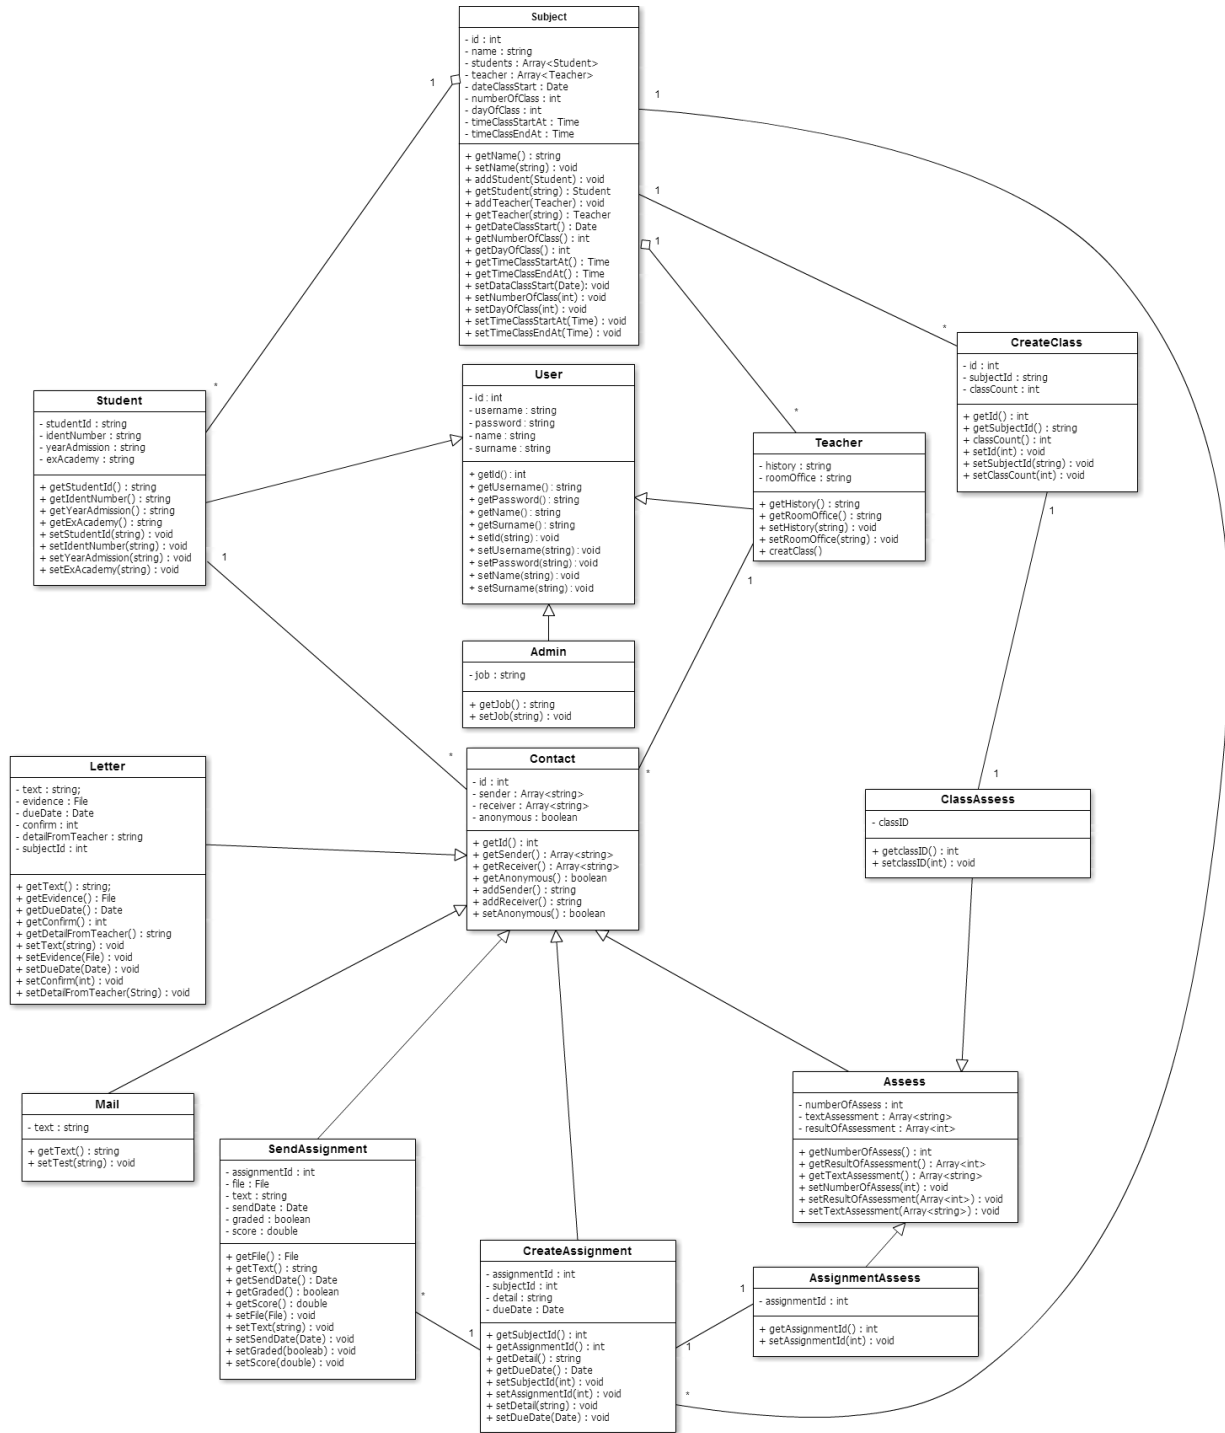 Subject
- id : int
- name : string
- students : Array<Student>
- teacher : Array<Teacher>
- dateClassStart : Date
- numberOfClass : int
- dayOfClass : int
- timeClassStartAt : Time
- timeClassEndAt : Time
+ getName() : string
+ setName(string) : void
+ addStudent(Student) : void
+ getStudent(string) : Student
+ addTeacher(Teacher) : void
+ getTeacher(string) : Teacher
+ getDateClassStart() : Date
+ getNumberOfClass() : int
+ getDayOfClass() : int
+ getTimeClassStartAt() : Time
+ getTimeClassEndAt() : Time
+ setDataClassStart(Date): void
+ setNumberOfClass(int) : void
+ setDayOfClass(int) : void
+ setTimeClassStartAt(Time) : void
+ setTimeClassEndAt(Time) : void
1
1
1
1
*
*
*
CreateClass
- id : int
- subjectId : string
- classCount : int
+ getId() : int
+ getSubjectId() : string
+ classCount() : int
+ setId(int) : void
+ setSubjectId(string) : void
+ setClassCount(int) : void
1
User
- id : int
- username : string
- password : string
- name : string
- surname : string
+ getId() : int
+ getUsername() : string
+ getPassword() : string
+ getName() : string
+ getSurname() : string
+ setId(string) : void
+ setUsername(string) : void
+ setPassword(string) : void
+ setName(string) : void
+ setSurname(string) : void
Student
- studentId : string
- identNumber : string
- yearAdmission : string
- exAcademy : string
+ getStudentId() : string
+ getIdentNumber() : string
+ getYearAdmission() : string
+ getExAcademy() : string
+ setStudentId(string) : void
+ setIdentNumber(string) : void
+ setYearAdmission(string) : void
+ setExAcademy(string) : void
1
Teacher
- history : string
- roomOffice : string
+ getHistory() : string
+ getRoomOffice() : string
+ setHistory(string) : void
+ setRoomOffice(string) : void
+ creatClass()
1
Admin
- job : string
+ getJob() : string
+ setJob(string) : void
*
*
Contact
- id : int
- sender : Array<string>
- receiver : Array<string>
- anonymous : boolean
+ getId() : int
+ getSender() : Array<string>
+ getReceiver() : Array<string>
+ getAnonymous() : boolean
+ addSender() : string
+ addReceiver() : string
+ setAnonymous() : boolean
Letter
- text : string;
- evidence : File
- dueDate : Date
- confirm : int
- detailFromTeacher : string
- subjectId : int
+ getText() : string;
+ getEvidence() : File
+ getDueDate() : Date
+ getConfirm() : int
+ getDetailFromTeacher() : string
+ setText(string) : void
+ setEvidence(File) : void
+ setDueDate(Date) : void
+ setConfirm(int) : void
+ setDetailFromTeacher(String) : void
1
ClassAssess
- classID
+ getclassID() : int
+ setclassID(int) : void
Assess
- numberOfAssess : int
- textAssessment : Array<string>
- resultOfAssessment : Array<int>
+ getNumberOfAssess() : int
+ getResultOfAssessment() : Array<int>
+ getTextAssessment() : Array<string>
+ setNumberOfAssess(int) : void
+ setResultOfAssessment(Array<int>) : void
+ setTextAssessment(Array<string>) : void
Mail
- text : string
+ getText() : string
+ setTest(string) : void
SendAssignment
- assignmentId : int
- file : File
- text : string
- sendDate : Date
- graded : boolean
- score : double
+ getFile() : File
+ getText() : string
+ getSendDate() : Date
+ getGraded() : boolean
+ getScore() : double
+ setFile(File) : void
+ setText(string) : void
+ setSendDate(Date) : void
+ setGraded(booleab) : void
+ setScore(double) : void
*
1
CreateAssignment
- assignmentId : int
- subjectId : int
- detail : string
- dueDate : Date
+ getSubjectId() : int
+ getAssignmentId() : int
+ getDetail() : string
+ getDueDate() : Date
+ setSubjectId(int) : void
+ setAssignmentId(int) : void
+ setDetail(string) : void
+ setDueDate(Date) : void
1
1
*
AssignmentAssess
- assignmentId : int
+ getAssignmentId() : int
+ setAssignmentId(int) : void